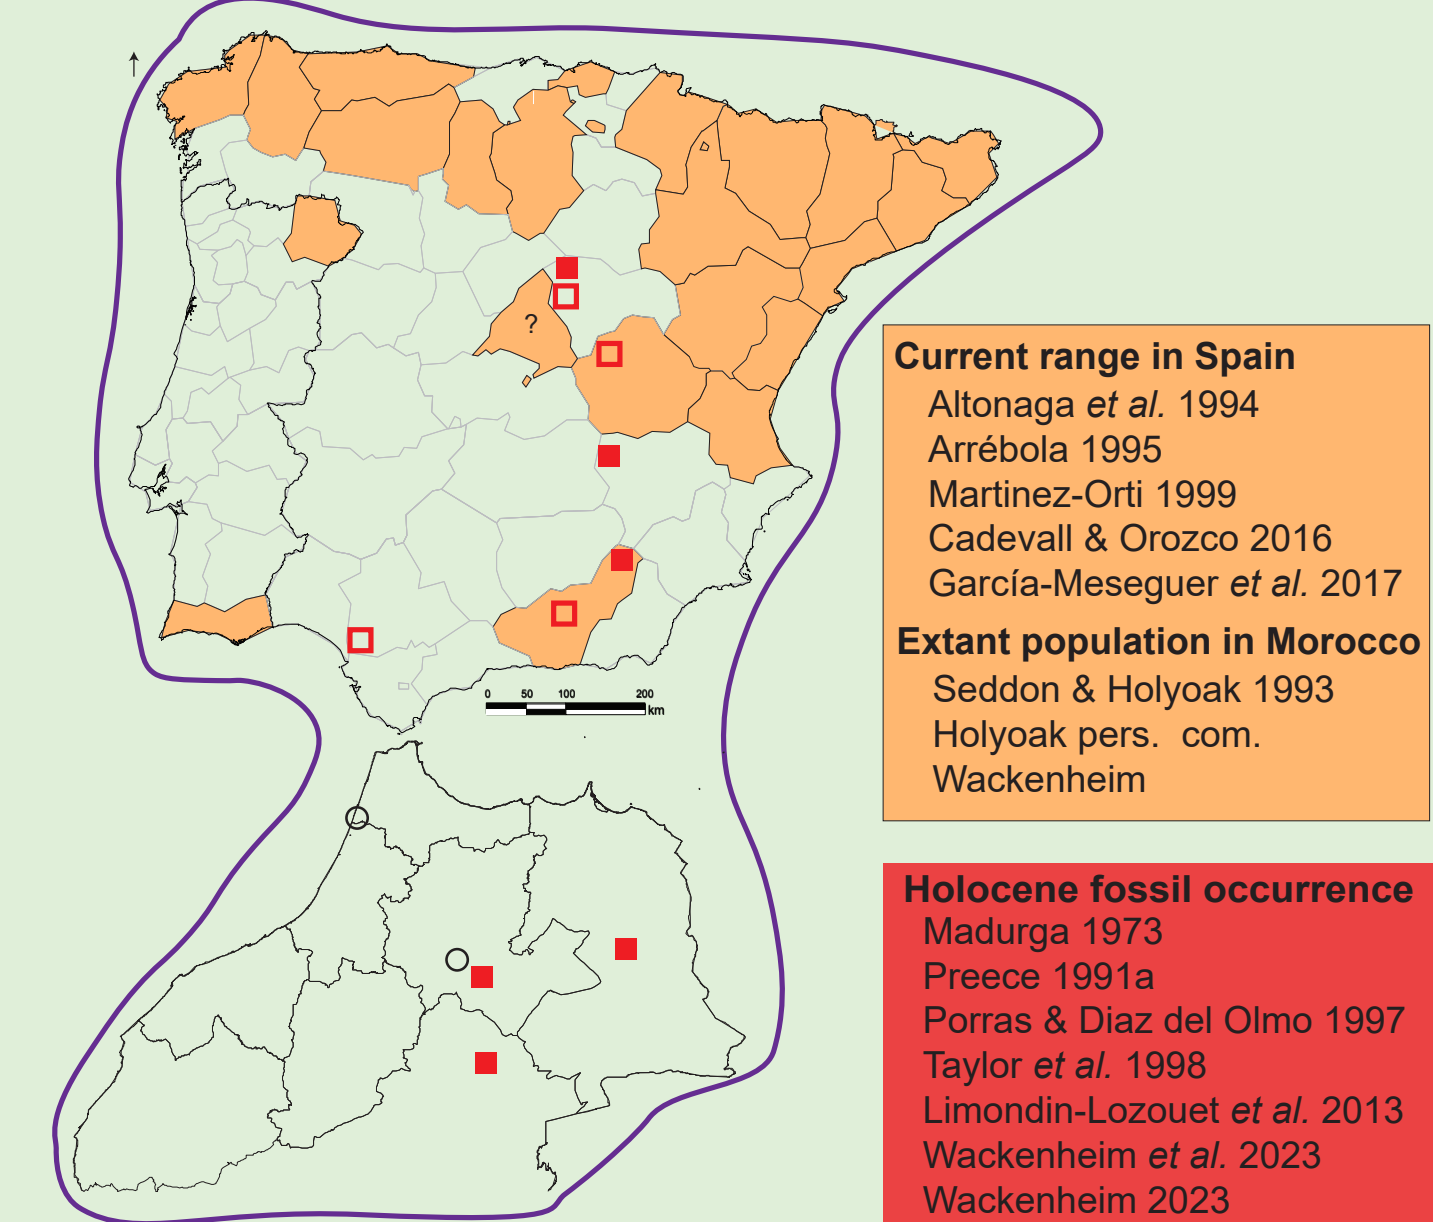 ?
0 50 100 200
km
Current range in Spain
Altonaga et al. 1994
Arrébola 1995
Martinez-Orti 1999
Cadevall & Orozco 2016
García-Meseguer et al. 2017
Extant population in Morocco
Seddon & Holyoak 1993
Holyoak pers. com.
Wackenheim
Holocene fossil occurrence
Madurga 1973
Preece 1991a
Porras & Diaz del Olmo 1997
Taylor et al. 1998
Limondin-Lozouet et al. 2013
Wackenheim et al. 2023
Wackenheim 2023